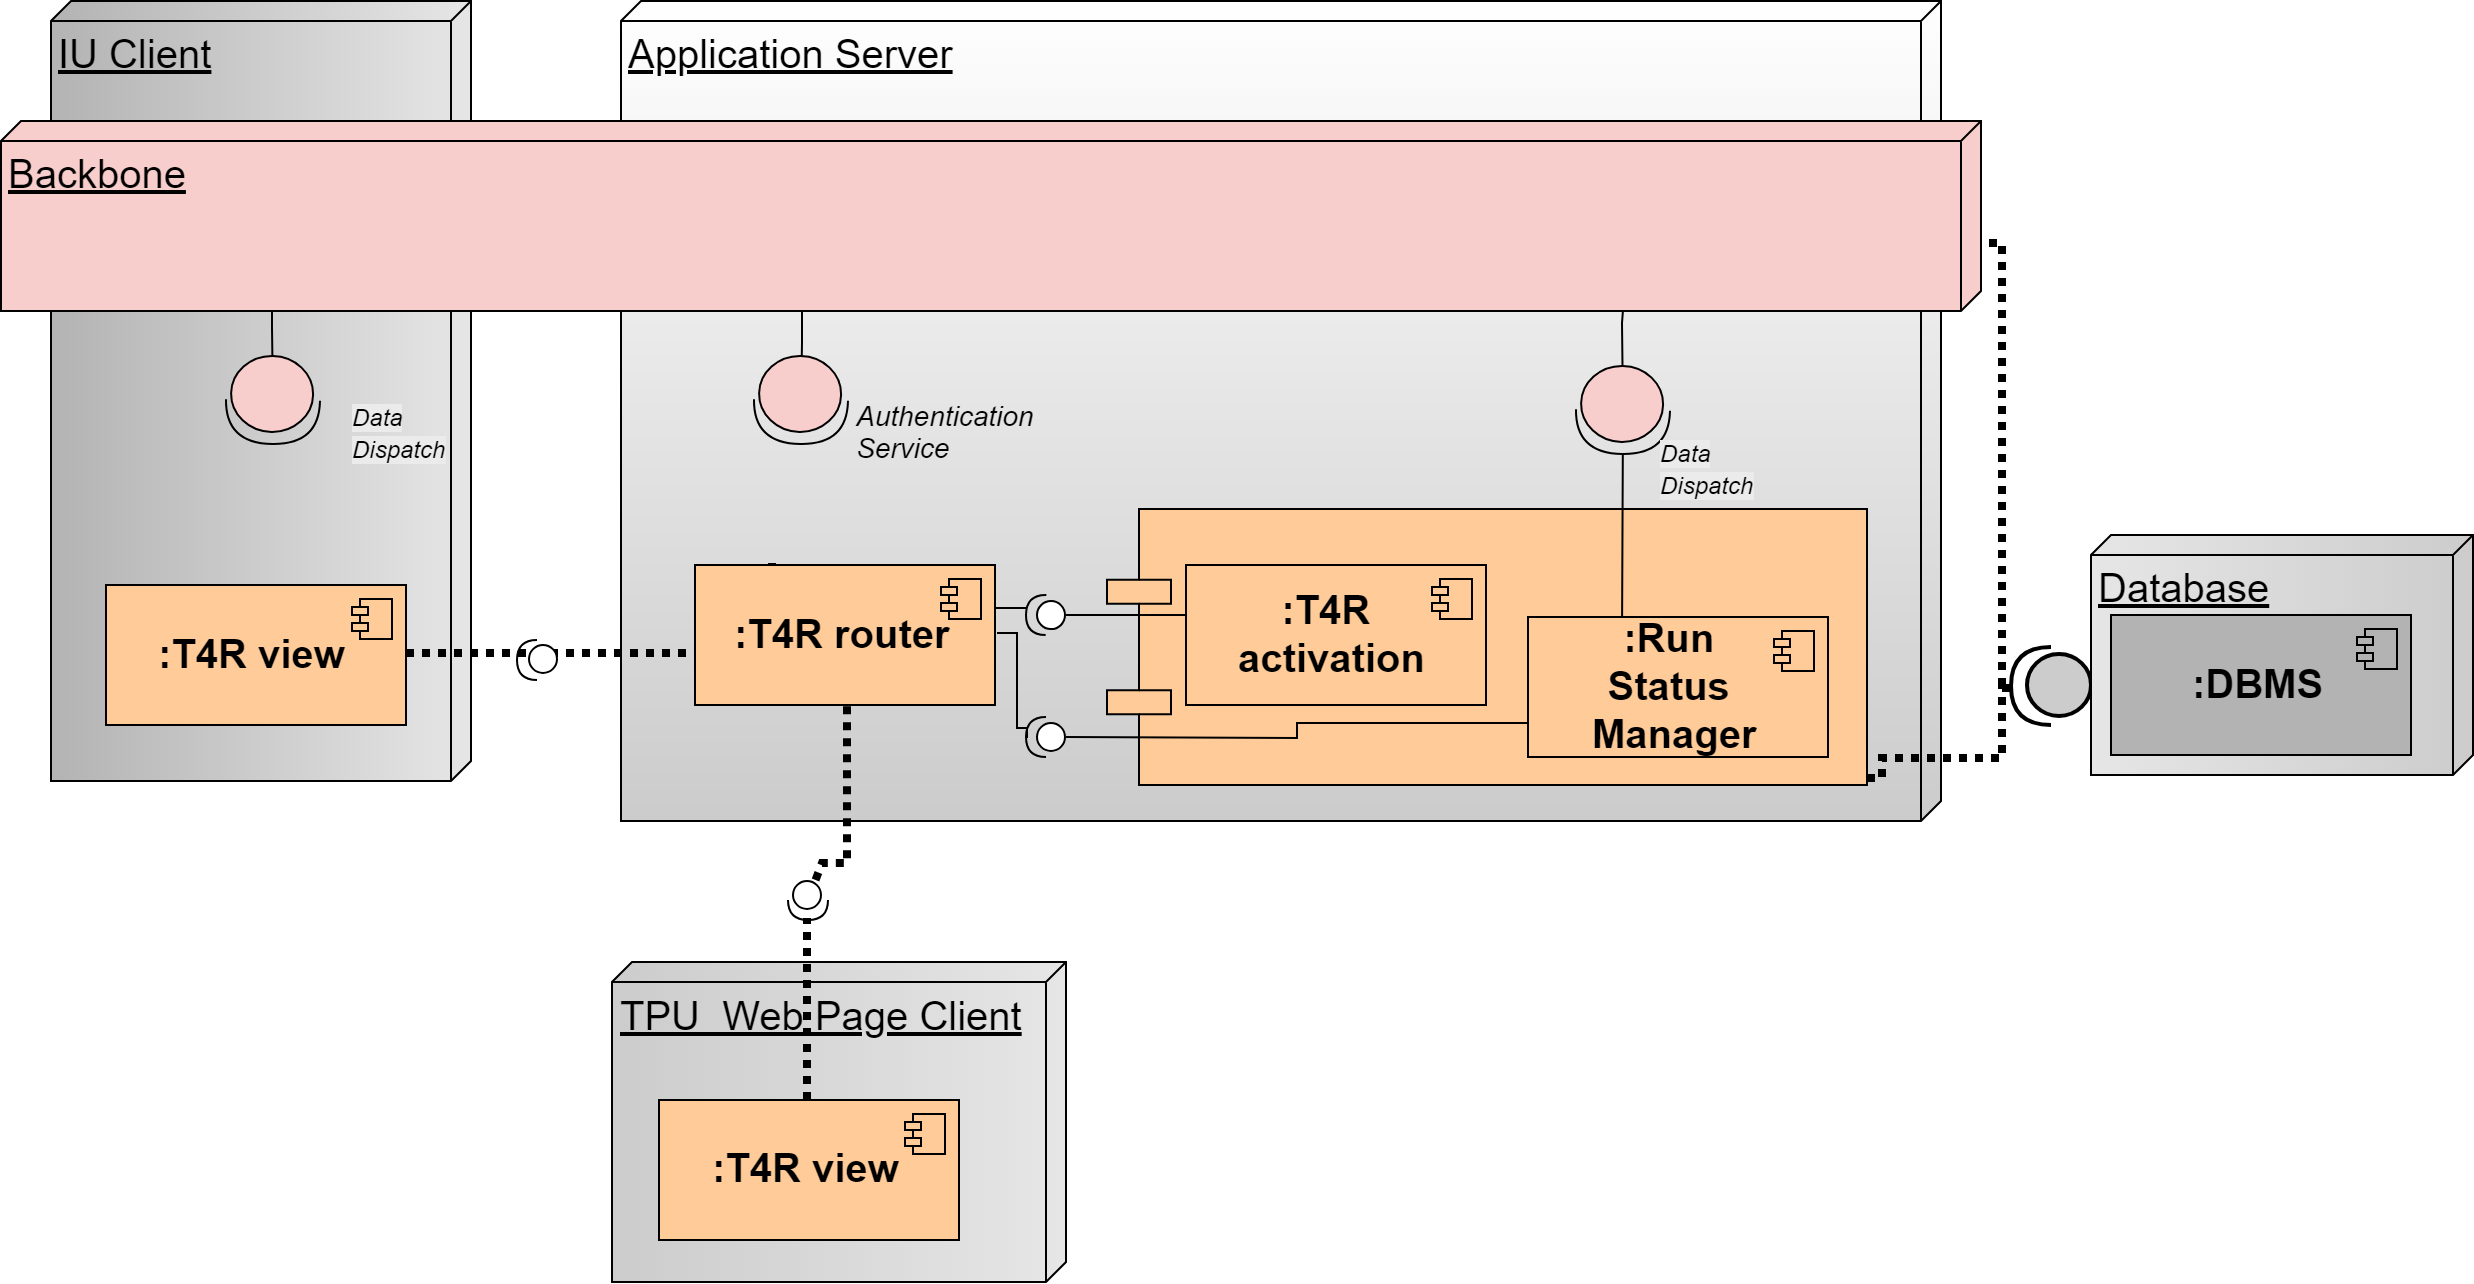 IU Client
Application Server
Backbone
Data
Dispatch
Authentication
Service
Data
Dispatch
:T4R view
:T4R router
:T4R
activation
:Run
Status
Manager
Database
:DBMS
TPU  Web Page Client
:T4R view